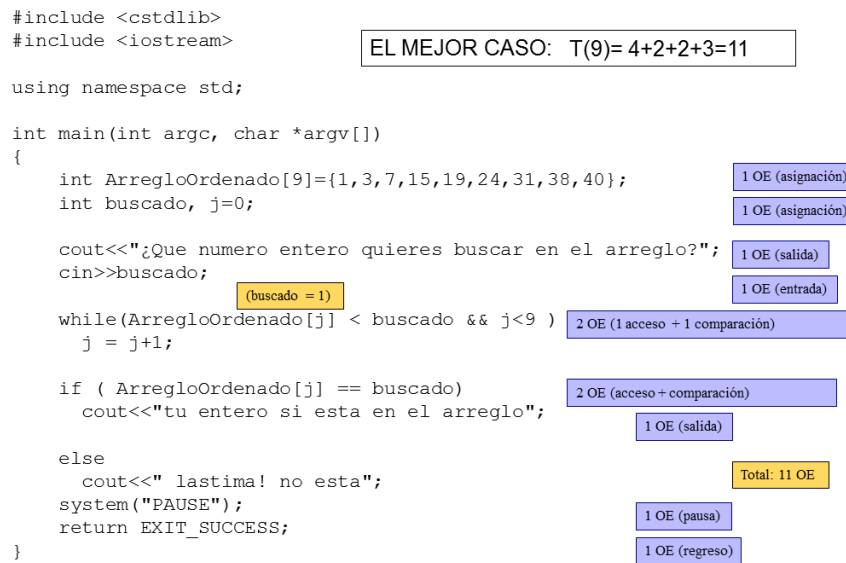 #include <cstdlib>
#include <iostream>
EL MEJOR CASO: T(9)= 4+2+2+3=11
using namespace std;
int main(int argc, char *argv[])
{
int ArregloOrdenado[9]={1,3,7,15,19,24,31,38,40};
1 OE (asignación)
int buscado, j=0;
1 OE (asignación)
cout<<"¿Que numero entero quieres buscar en el arreglo?";
1 OE (salida)
cin>>buscado;
1 OE (entrada)
(buscado = 1)
while(ArregloOrdenado[j] < buscado && j<9 )
2 OE (1 acceso + 1 comparación)
j = j+1;
if ( ArregloOrdenado[j] == buscado)
2 OE (acceso + comparación)
cout<<"tu entero si esta en el arreglo";
1 OE (salida)
else
cout<<" lastima! no esta";
Total: 11 OE
system("PAUSE");
1 OE (pausa)
return EXIT_SUCCESS;
1 OE (regreso)
}